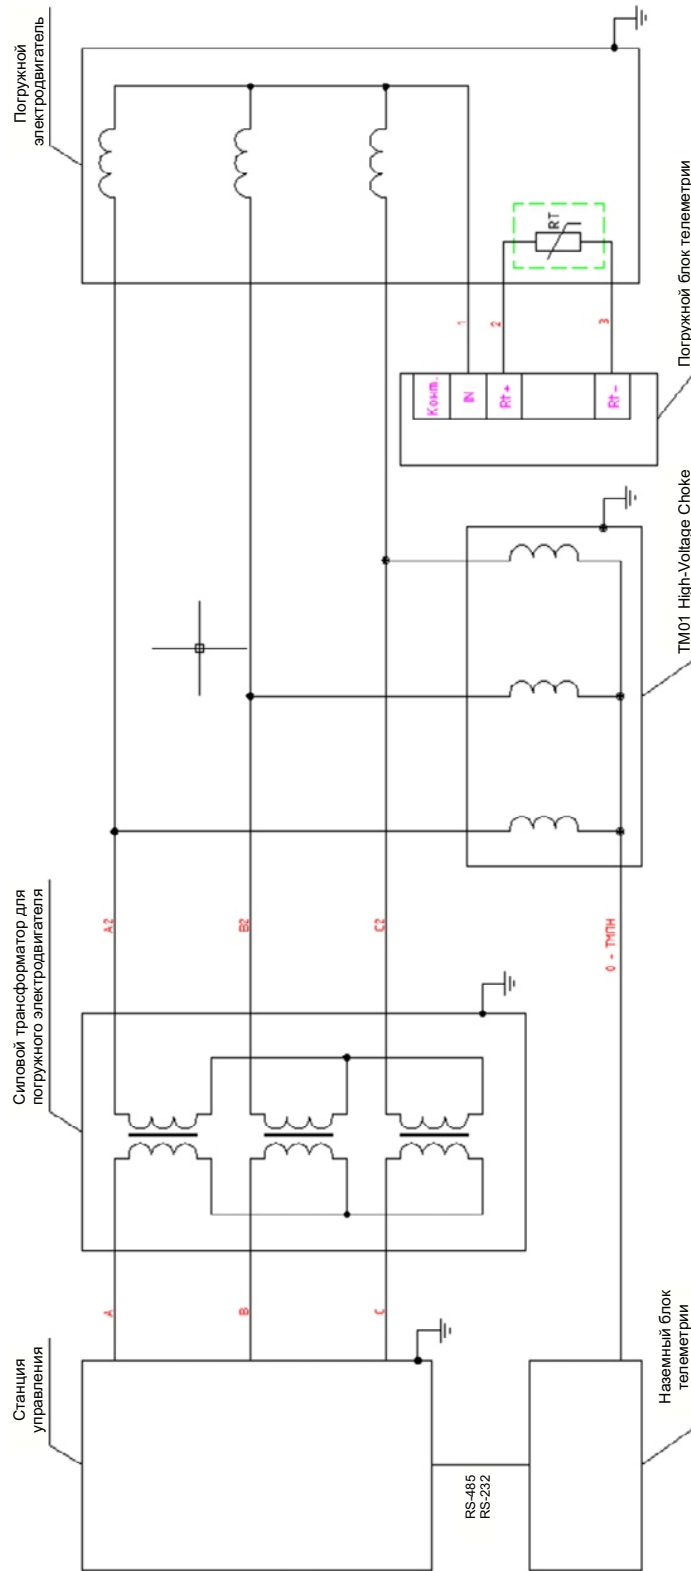 Станция
управления
Силовой трансформатор для
погружного электродвигателя
Погружной
электродвигатель
A
B
C
A2
B2
C2
RT
1
2
3
Конт.
IN
Rt+
Rt-
0 - ТМПН
RS-485
RS-232
Наземный блок
телеметрии
TM01 High-Voltage Choke
Погружной блок телеметрии